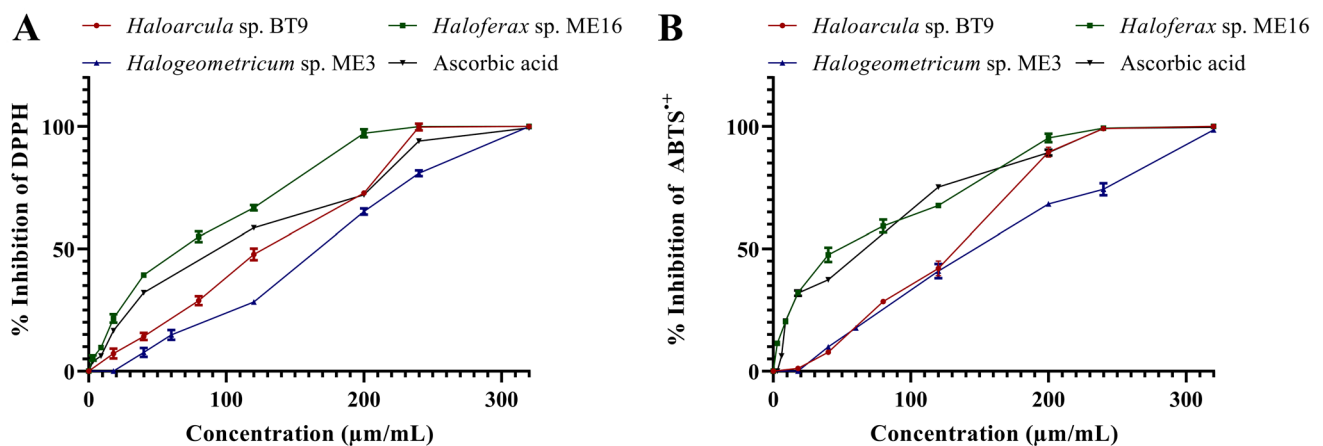 A
Haloarcula sp. BT9
Haloferax sp. ME16
Halogeometricum sp. ME3
Ascorbic acid
% Inhibition of DPPH
100
50
0
0 100 200 300
Concentration (µm/mL)
B
Haloarcula sp. BT9
Haloferax sp. ME16
Halogeometricum sp. ME3
Ascorbic acid
% Inhibition of ABTS•+
100
50
0
0 100 200 300
Concentration (µm/mL)